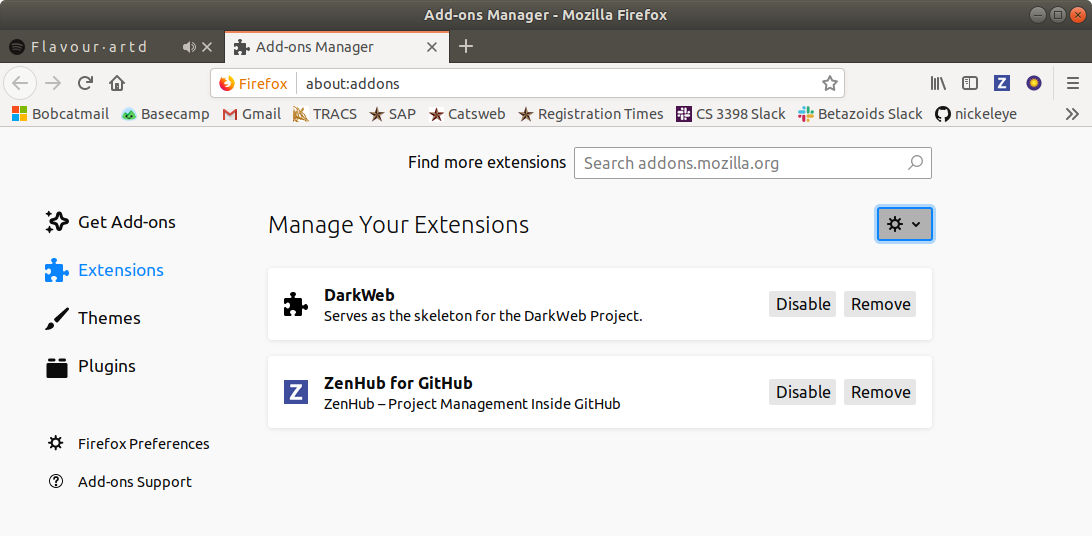 Add-ons Manager - Mozilla Firefox
Flavour·artd
Add-ons Manager
Firefox about:addons
Bobcatmail Basecamp Gmail TRACS SAP Catsweb Registration Times CS 3398 Slack Betazoids Slack nickeleye
Find more extensions Search addons.mozilla.org
Get Add-ons
Manage Your Extensions
Extensions
DarkWeb
Serves as the skeleton for the DarkWeb Project.
Disable Remove
Themes
Plugins
ZenHub for GitHub
ZenHub – Project Management Inside GitHub
Disable Remove
Firefox Preferences
Add-ons Support